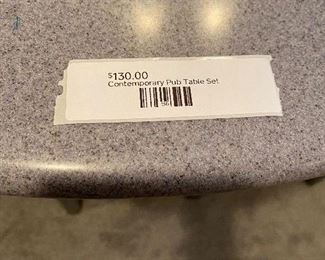 $130.00
Contemporary Pub Table Set